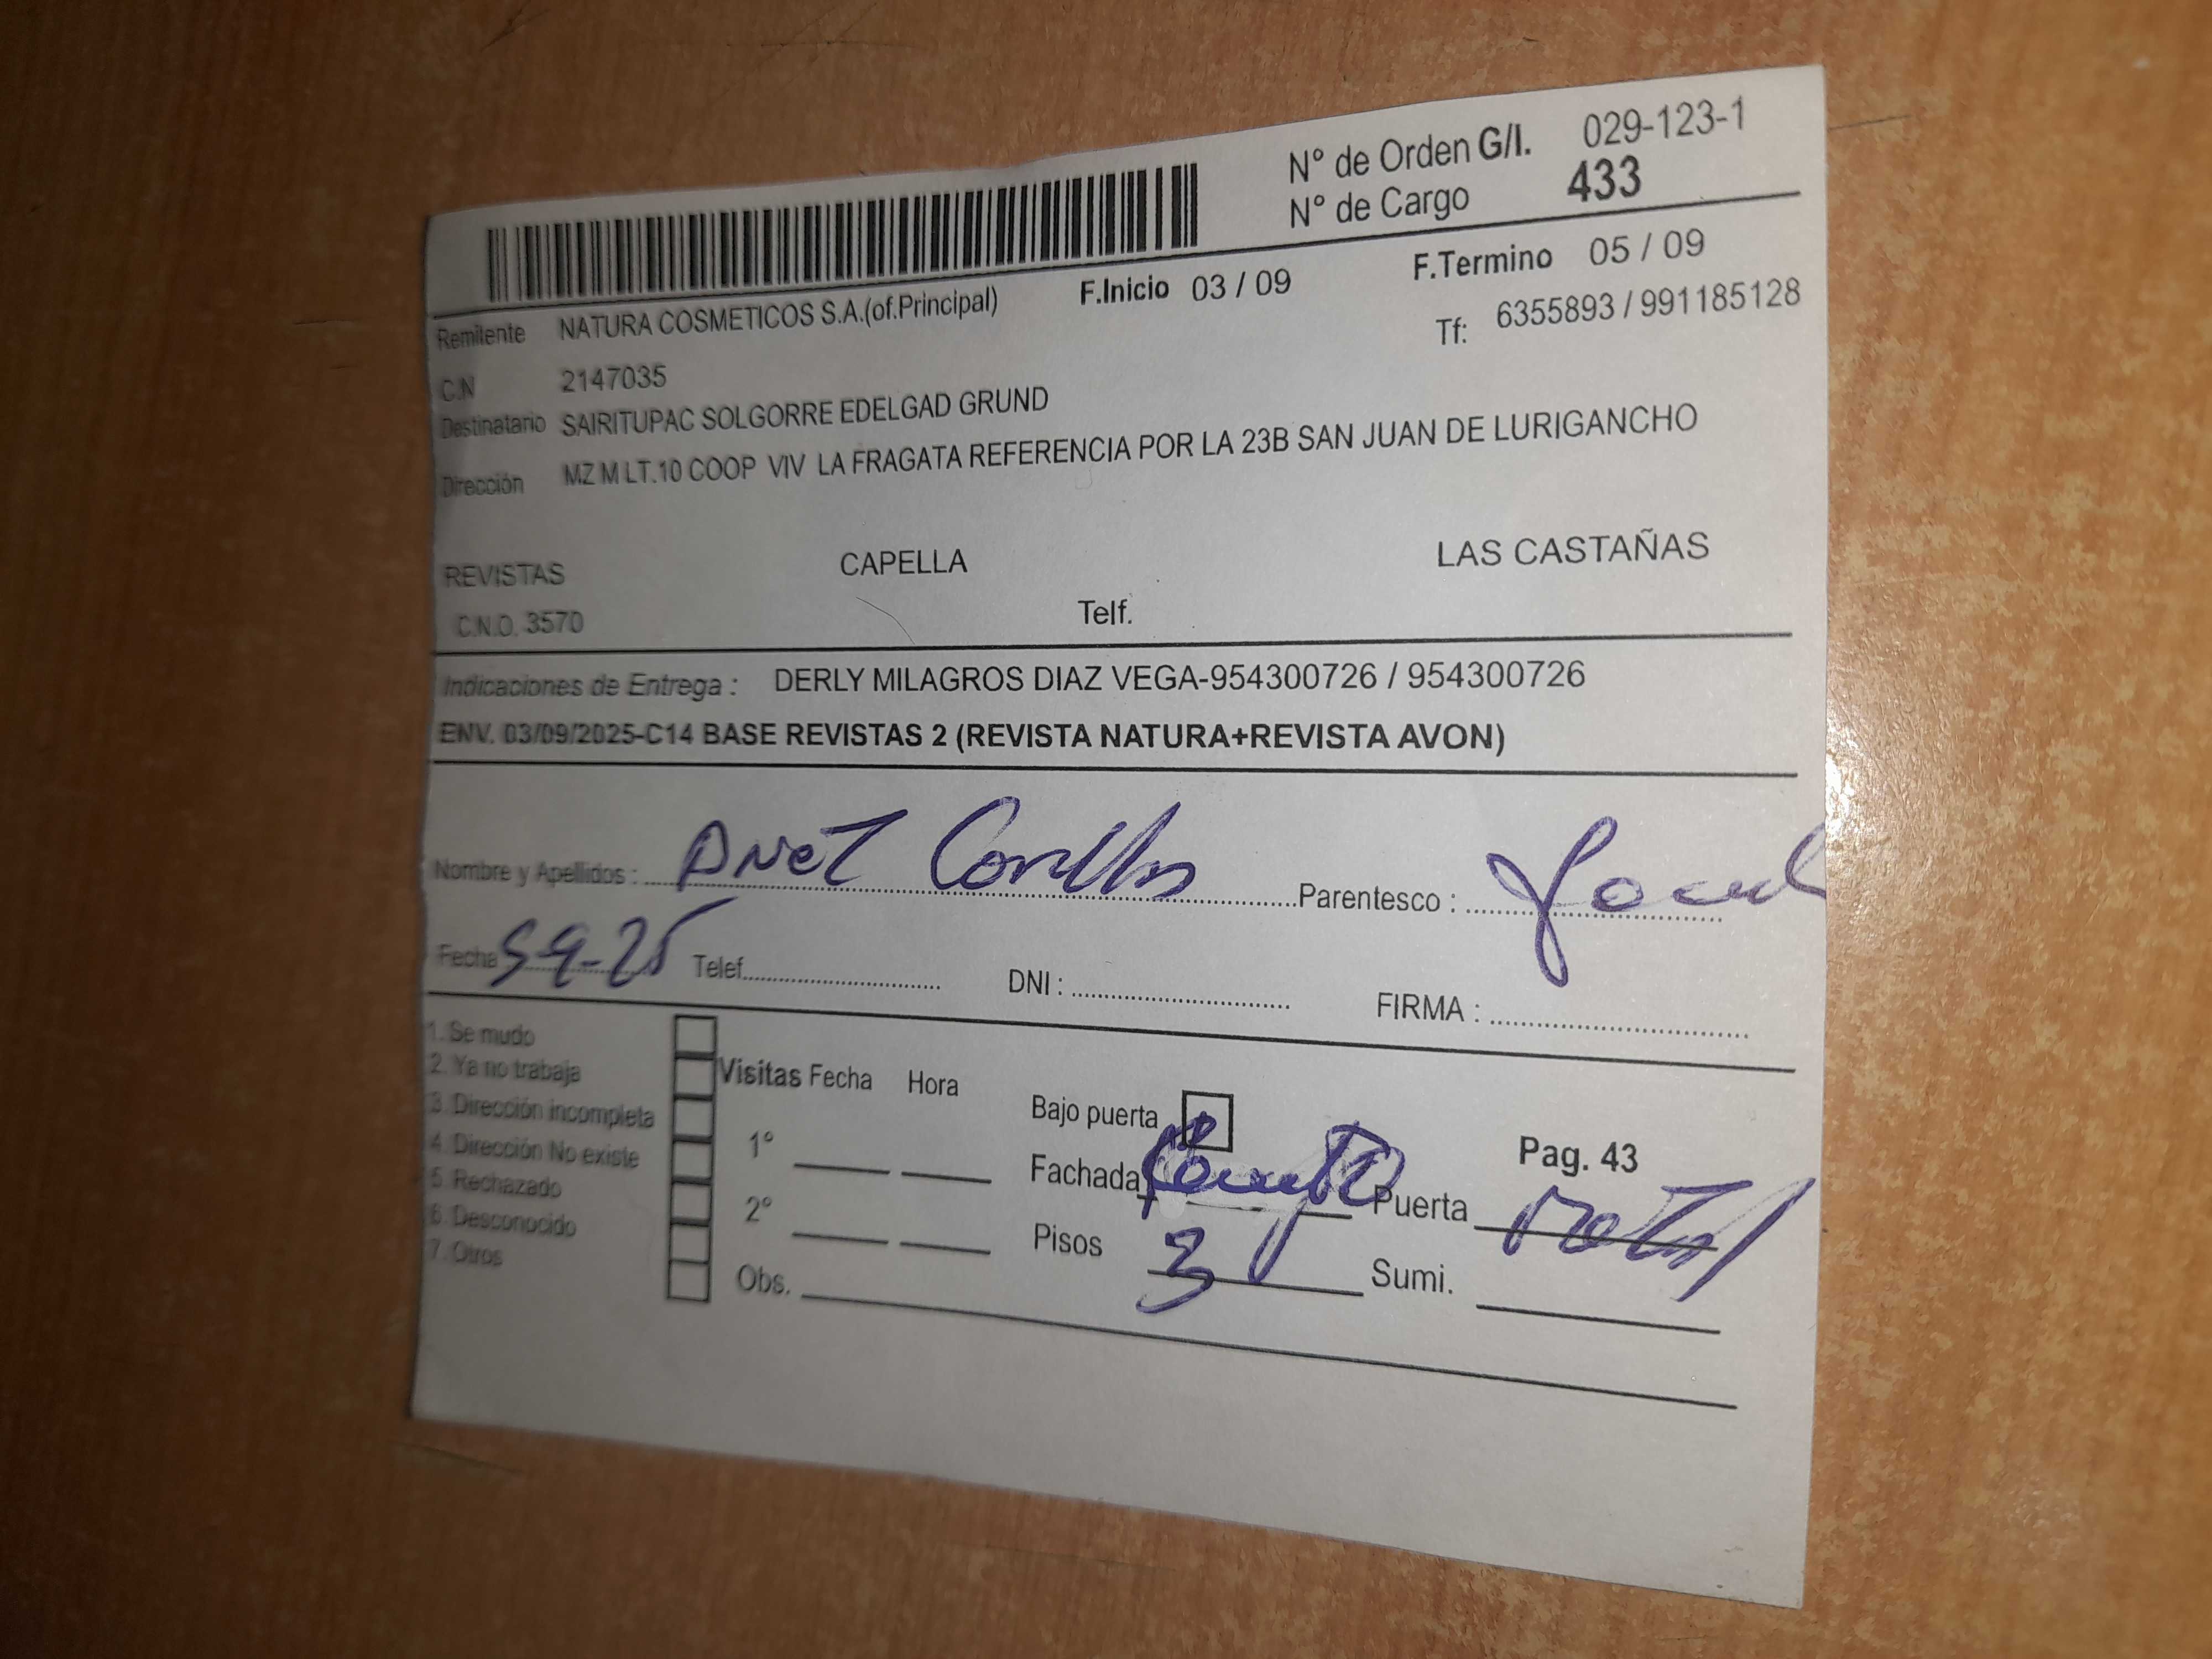 N° de Orden G/I. 029-123-1
N° de Cargo 433
F.Inicio 03 / 09 F.Termino 05 / 09
Remitente NATURA COSMETICOS S.A.(of.Principal) Tf: 6355893 / 991185128
C.N 2147035
Destinatario SAIRITUPAC SOLGORRE EDELGAD GRUND
Dirección MZ M LT.10 COOP VIV LA FRAGATA REFERENCIA POR LA 23B SAN JUAN DE LURIGANCHO
REVISTAS CAPELLA LAS CASTAÑAS
C.N.O. 3570 Telf.
Indicaciones de Entrega : DERLY MILAGROS DIAZ VEGA-954300726 / 954300726
ENV. 03/09/2025-C14 BASE REVISTAS 2 (REVISTA NATURA+REVISTA AVON)
Nombre y Apellidos : Parentesco :
Fecha 5-9-25 Telef. DNI : FIRMA :
1. Se mudo
2. Ya no trabaja Visitas Fecha Hora
3. Dirección incompleta Bajo puerta
4. Dirección No existe 1° Fachada Pag. 43
5. Rechazado Puerta
6. Desconocido 2° Pisos 3
7. Otros Obs. Sumi.